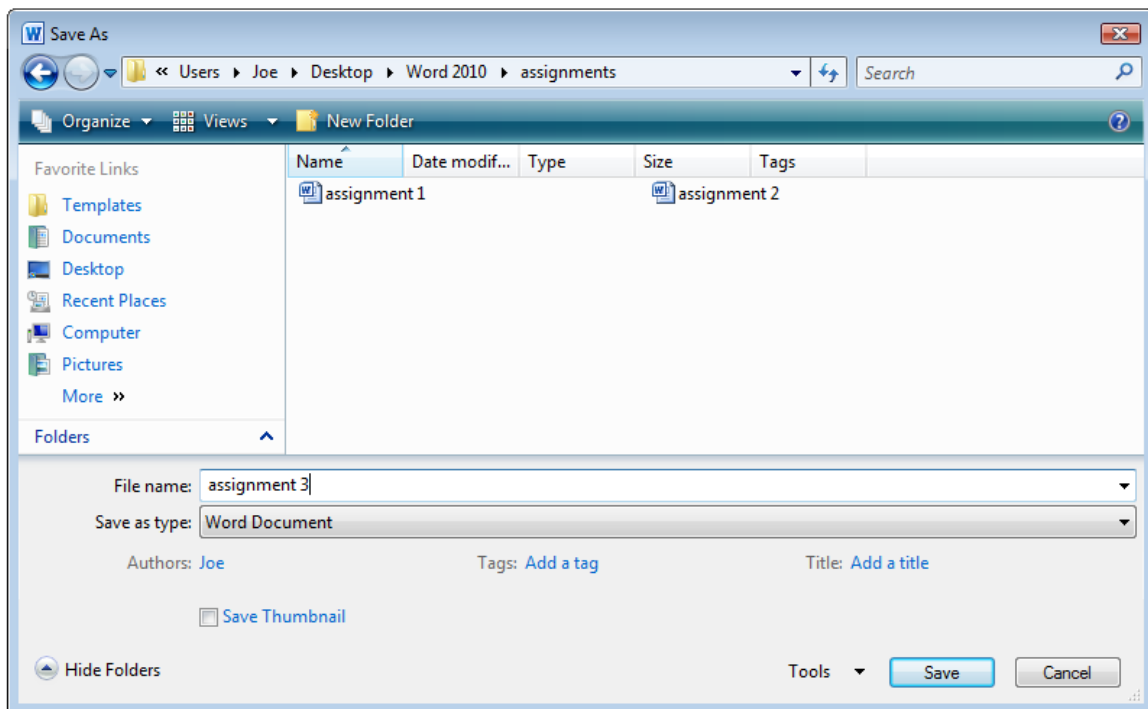 Save As
« Users Joe Desktop Word 2010 assignments Search
Organize Views New Folder
Favorite Links
Templates
Documents
Desktop
Recent Places
Computer
Pictures
More »
Folders
Name Date modif... Type Size Tags
assignment 1 assignment 2
File name: assignment 3
Save as type: Word Document
Authors: Joe Tags: Add a tag Title: Add a title
Save Thumbnail
Hide Folders Tools Save Cancel